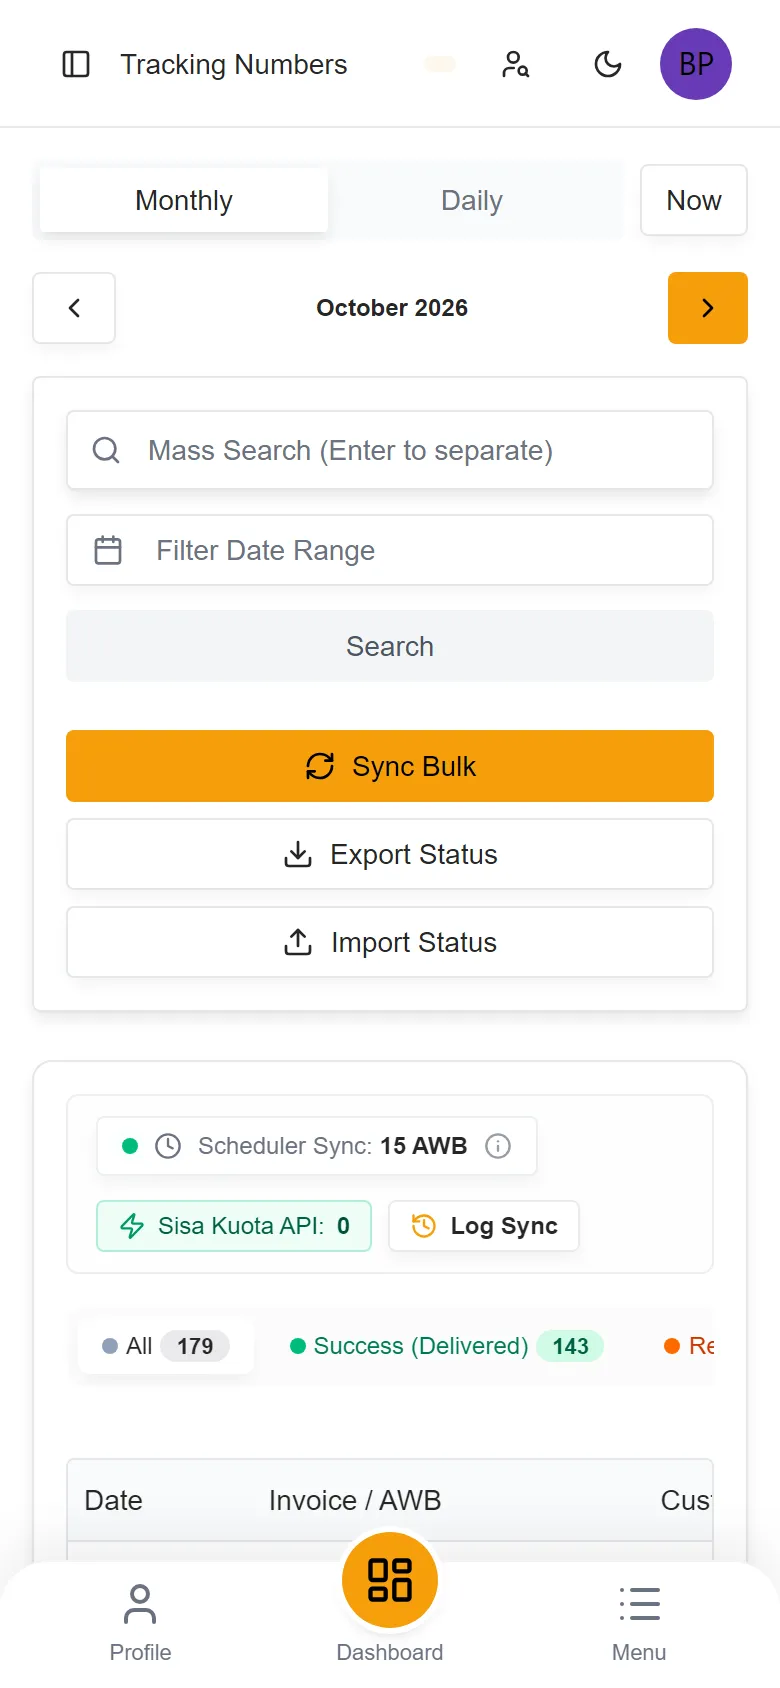 Tracking Numbers
BP
Monthly
Daily
Now
October 2026
Mass Search (Enter to separate)
Filter Date Range
Search
Sync Bulk
Export Status
Import Status
Scheduler Sync: 15 AWB
Sisa Kuota API: 0
Log Sync
All 179
Success (Delivered) 143
Re
Date
Invoice / AWB
Cus
Profile
Dashboard
Menu